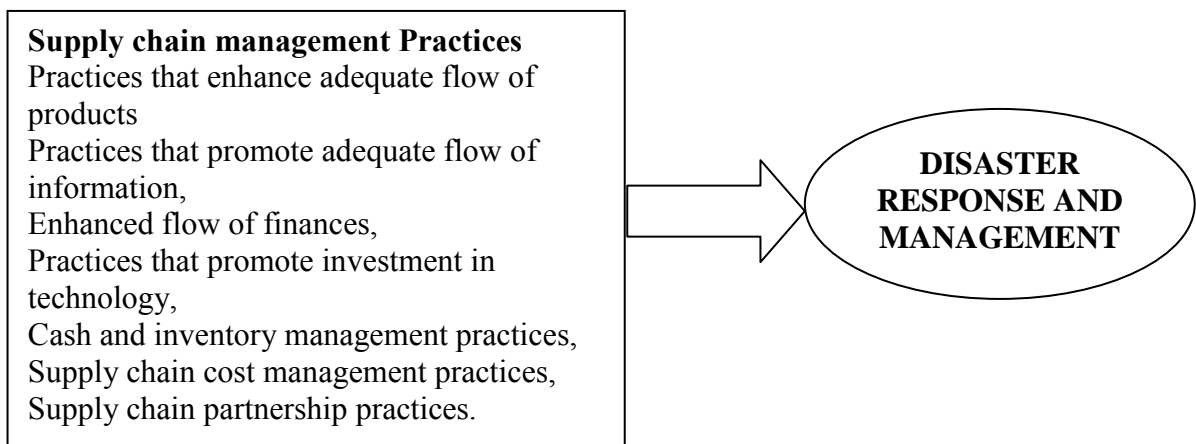 Supply chain management Practices
Practices that enhance adequate flow of
products
Practices that promote adequate flow of
information,
Enhanced flow of finances,
Practices that promote investment in
technology,
Cash and inventory management practices,
Supply chain cost management practices,
Supply chain partnership practices.
DISASTER
RESPONSE AND
MANAGEMENT